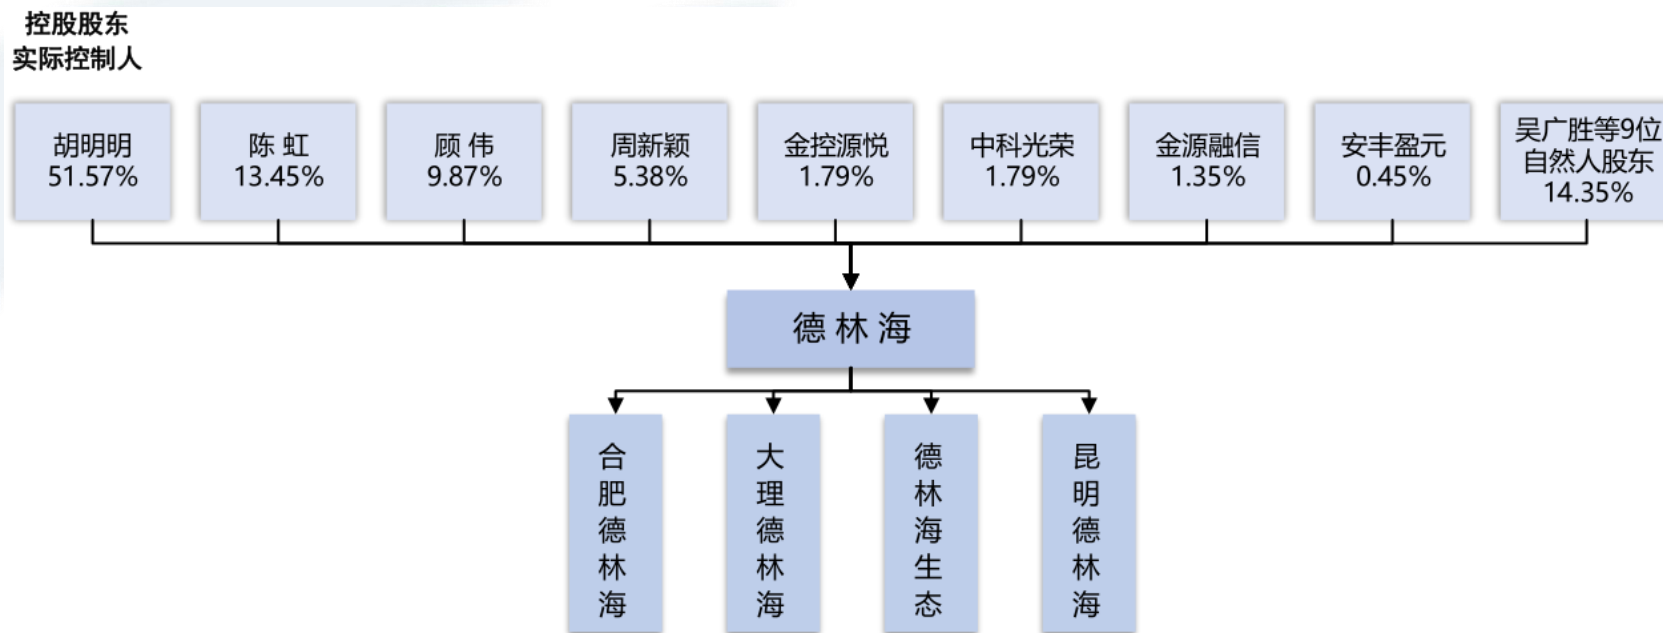 控股股东
实际控制人
胡明明
51.57%
陈 虹
13.45%
顾 伟
9.87%
周新颖
5.38%
金控源悦
1.79%
中科光荣
1.79%
金源融信
1.35%
安丰盈元
0.45%
吴广胜等9位
自然人股东
14.35%
德 林 海
合肥德林海
大理德林海
德林海生态
昆明德林海